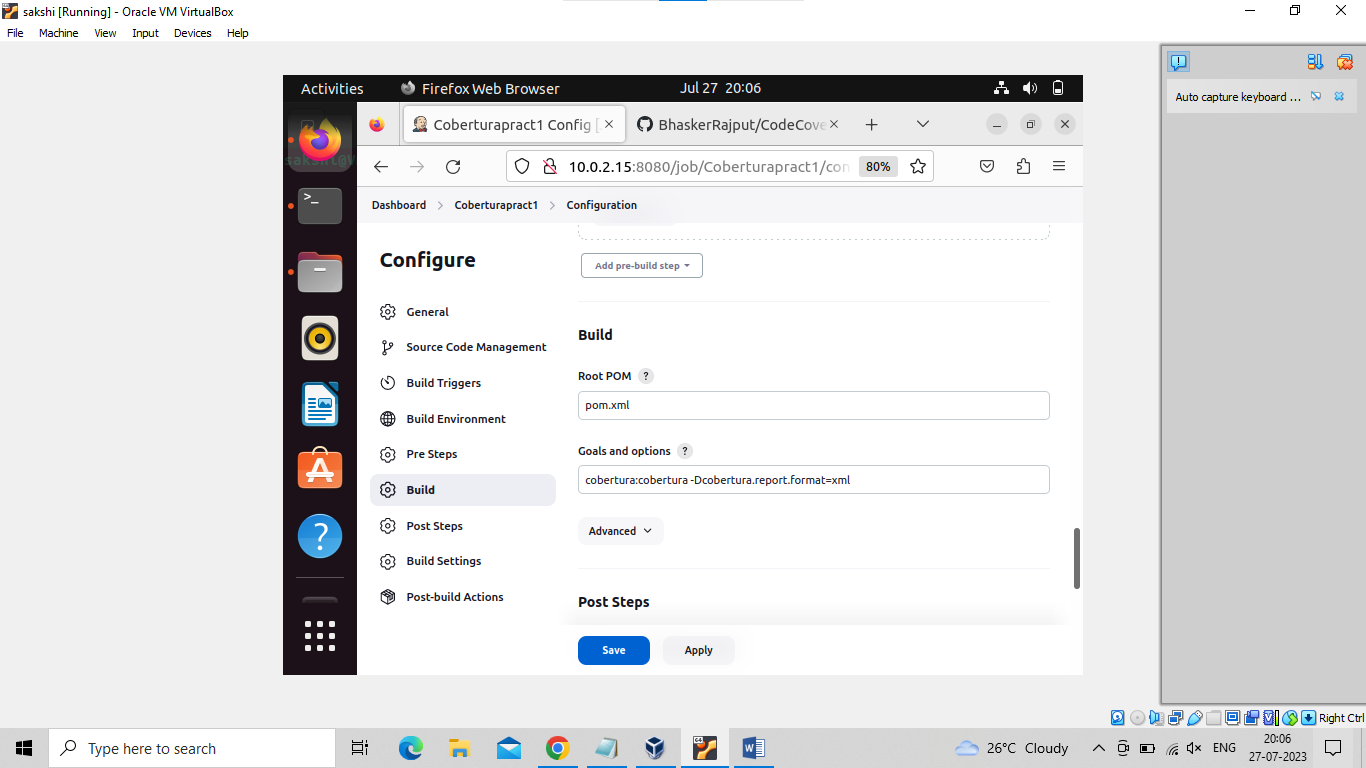 sakshi [Running] - Oracle VM VirtualBox
File Machine View Input Devices Help
Auto capture keyboard ...
Activities Firefox Web Browser Jul 27 20:06
Coberturapract1 Config [
BhaskerRajput/CodeCove
10.0.2.15:8080/job/Coberturapract1/con
80%
Dashboard > Coberturapract1 > Configuration
Configure
General
Source Code Management
Build Triggers
Build Environment
Pre Steps
Build
Post Steps
Build Settings
Post-build Actions
Add pre-build step
Build
Root POM ?
pom.xml
Goals and options ?
cobertura:cobertura -Dcobertura.report.format=xml
Advanced
Post Steps
Save Apply
Right Ctrl
Type here to search
26°C Cloudy
ENG
20:06
27-07-2023